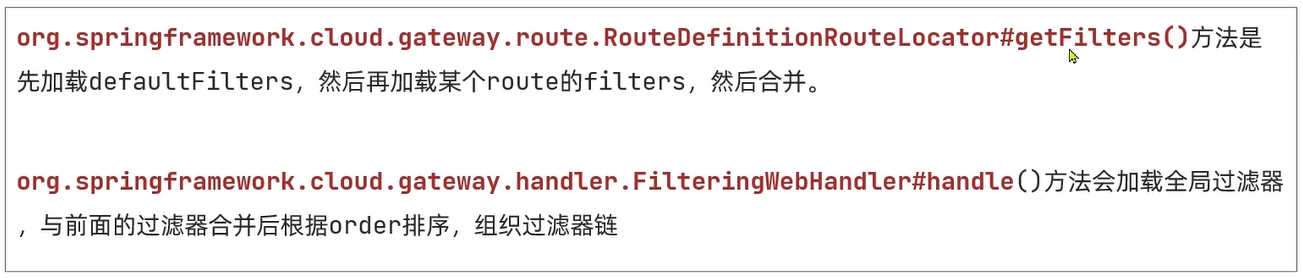 org.springframework.cloud.gateway.route.RouteDefinitionRouteLocator#getFilters()方法是
先加载defaultFilters，然后再加载某个route的filters，然后合并。
org.springframework.cloud.gateway.handler.FilteringWebHandler#handle()方法会加载全局过滤器
，与前面的过滤器合并后根据order排序，组织过滤器链